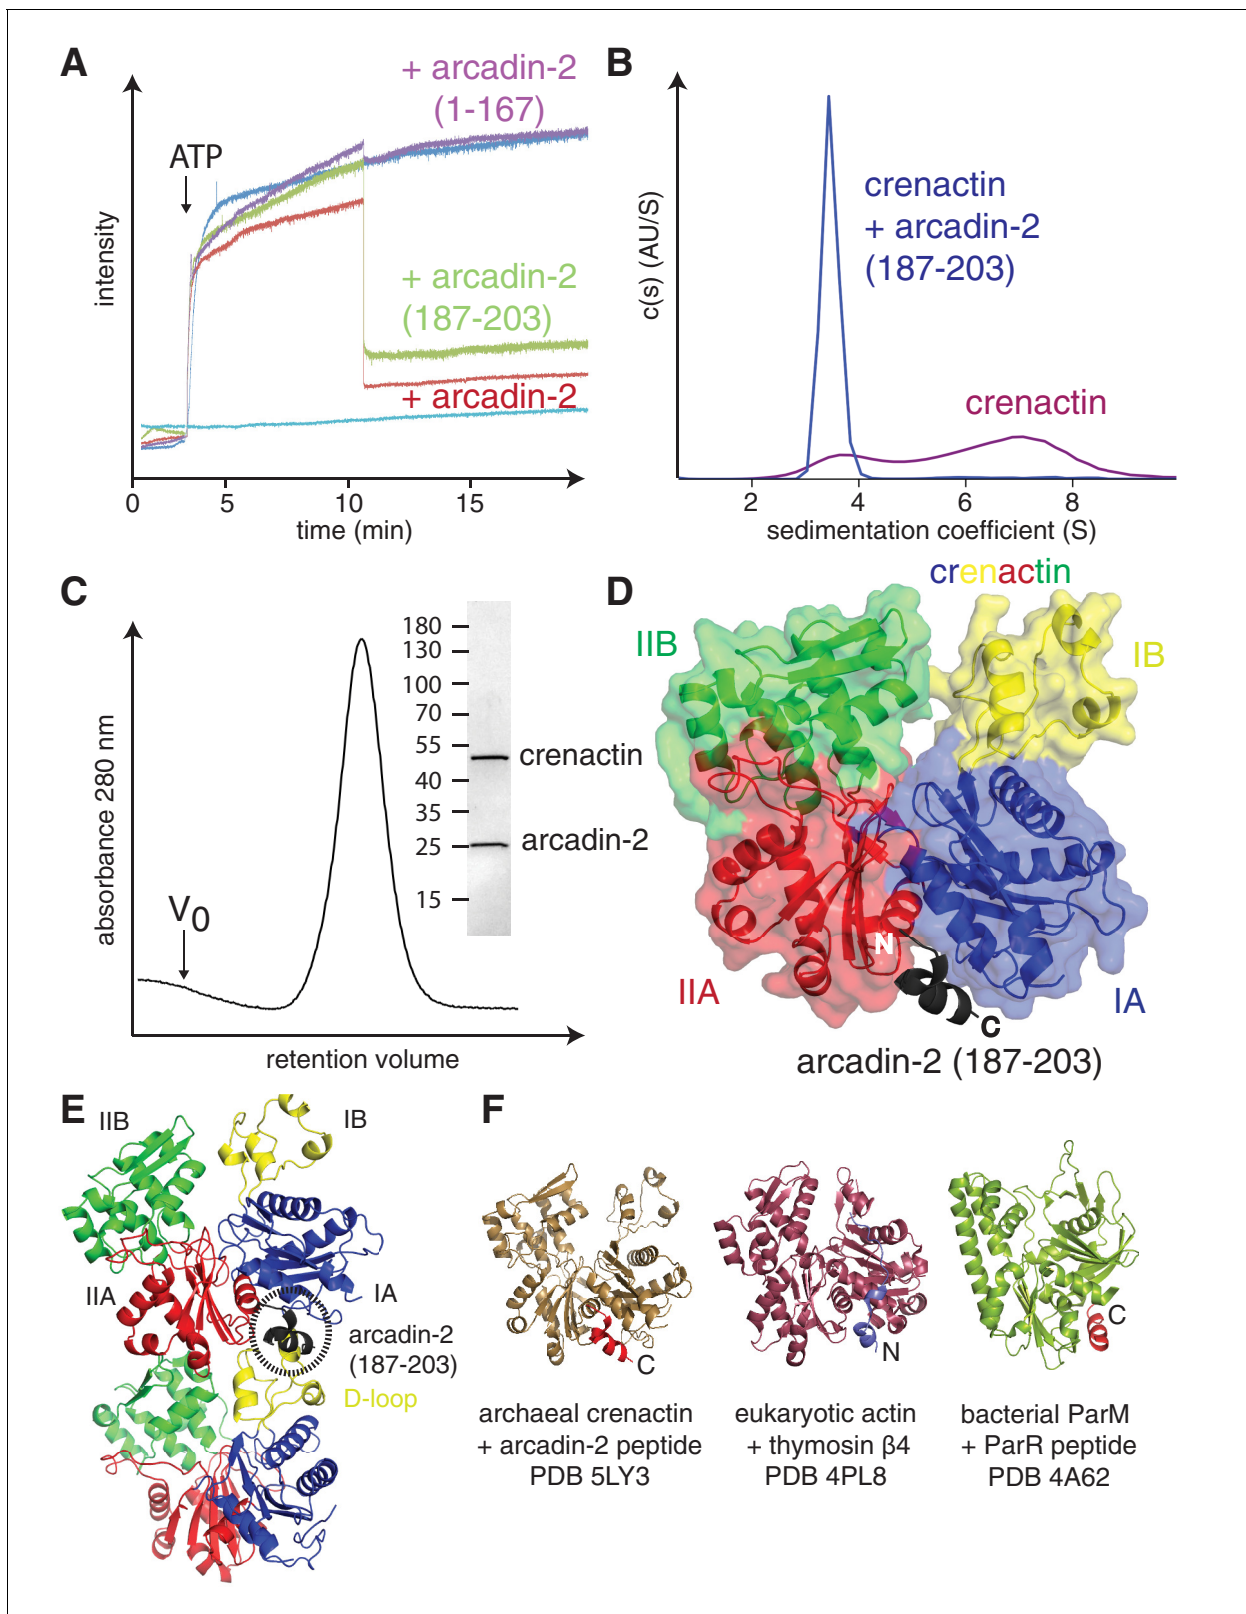 A
+ arcadin-2
(1-167)
ATP
+ arcadin-2
(187-203)
+ arcadin-2
intensity
0
5
10
15
time (min)
B
crenactin
+ arcadin-2
(187-203)
crenactin
c(s) (AU/S)
2
4
6
8
sedimentation coefficient (S)
C
180
130
100
70
55
40
35
25
15
crenactin
arcadin-2
V0
absorbance 280 nm
retention volume
D
crenactin
IIB
IB
N
IIA
IA
C
arcadin-2 (187-203)
E
IIB
IB
IIA
IA
arcadin-2
(187-203)
D-loop
F
C
N
C
archaeal crenactin
+ arcadin-2 peptide
PDB 5LY3
eukaryotic actin
+ thymosin β4
PDB 4PL8
bacterial ParM
+ ParR peptide
PDB 4A62